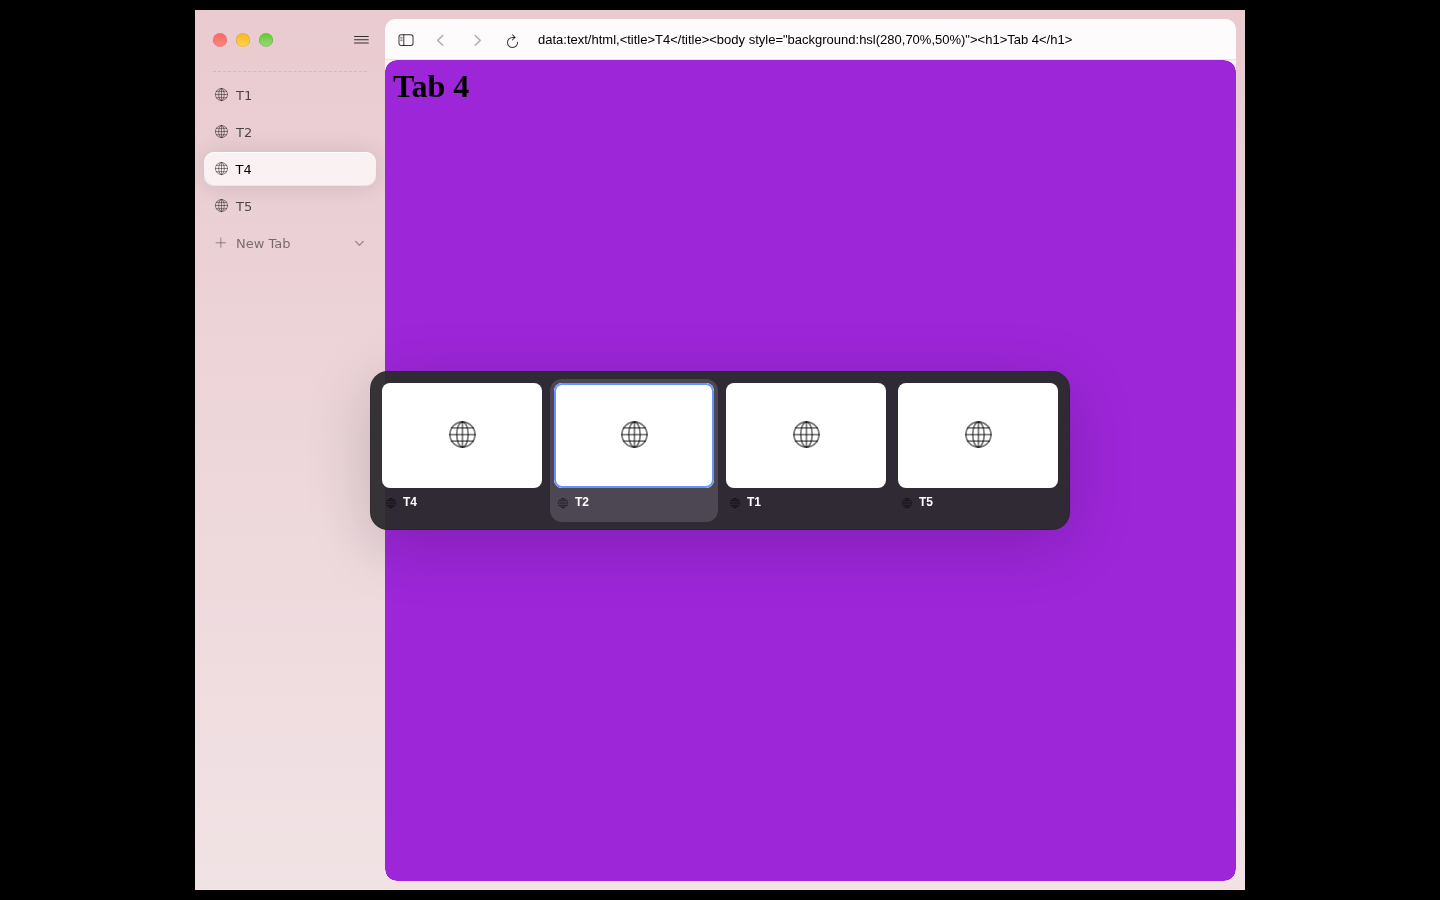 data:text/html,<title>T4</title><body style="background:hsl(280,70%,50%)"><h1>Tab 4</h1>
T1
T2
T4
T5
New Tab
Tab 4
T4
T2
T1
T5